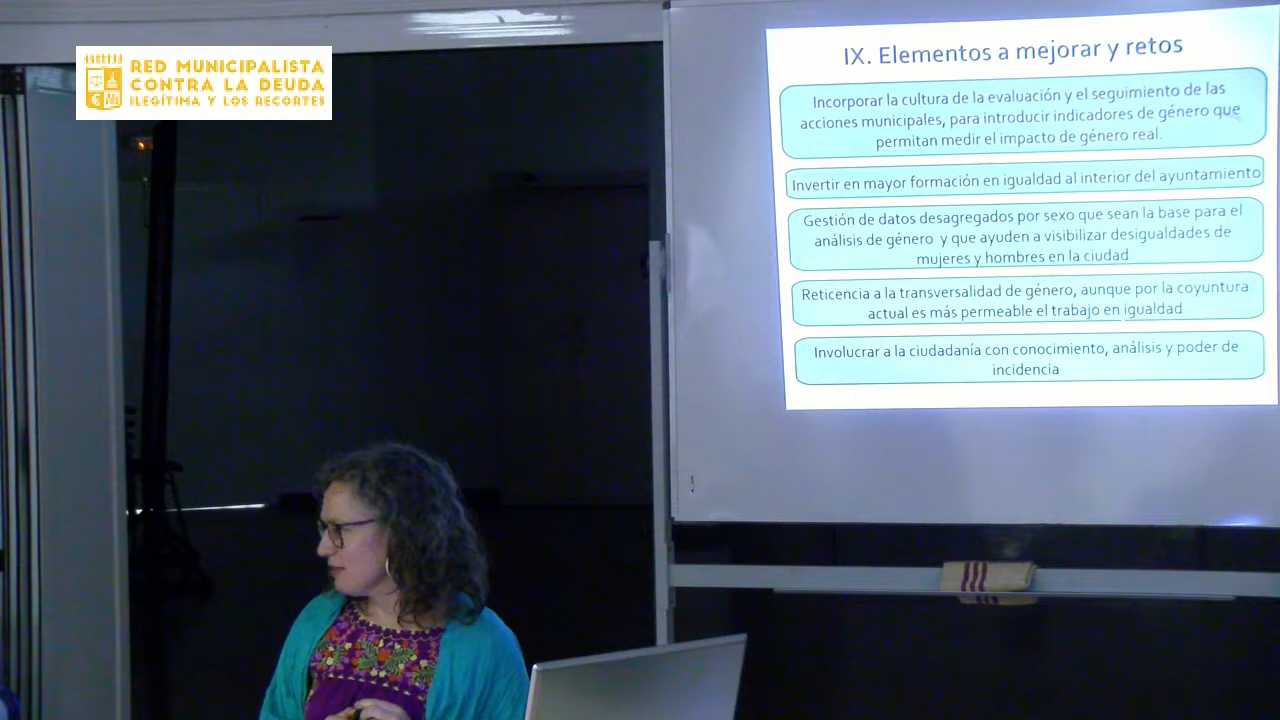 RED MUNICIPALISTA
CONTRA LA DEUDA
ILEGÍTIMA Y LOS RECORTES
IX. Elementos a mejorar y retos
Incorporar la cultura de la evaluación y el seguimiento de las
acciones municipales, para introducir indicadores de género que
permitan medir el impacto de género real.
Invertir en mayor formación en igualdad al interior del ayuntamiento
Gestión de datos desagregados por sexo que sean la base para el
análisis de género y que ayuden a visibilizar desigualdades de
mujeres y hombres en la ciudad
Reticencia a la transversalidad de género, aunque por la coyuntura
actual es más permeable el trabajo en igualdad
Involucrar a la ciudadanía con conocimiento, análisis y poder de
incidencia